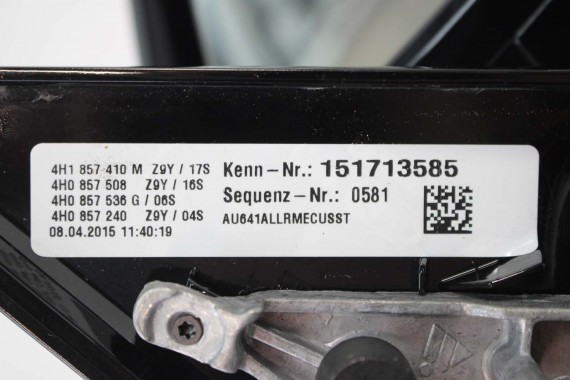 4H1 857 410 M Z9Y / 17S
4H0 857 508 Z9Y / 16S
4H0 857 536 G / 06S
4H0 857 240 Z9Y / 04S
08.04.2015 11:40:19
Kenn-Nr.: 151713585
Sequenz-Nr.: 0581
AU641ALLRMECUSST